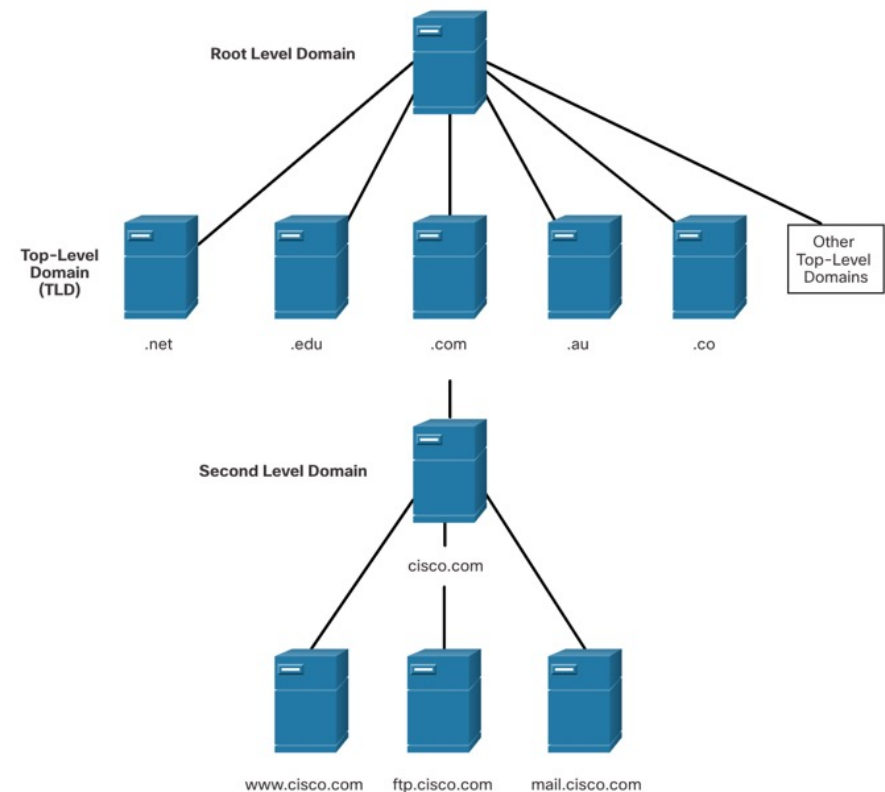 Root Level Domain
Top-Level
Domain
(TLD)
Other
Top-Level
Domains
.net
.edu
.com
.au
.co
Second Level Domain
cisco.com
www.cisco.com
ftp.cisco.com
mail.cisco.com